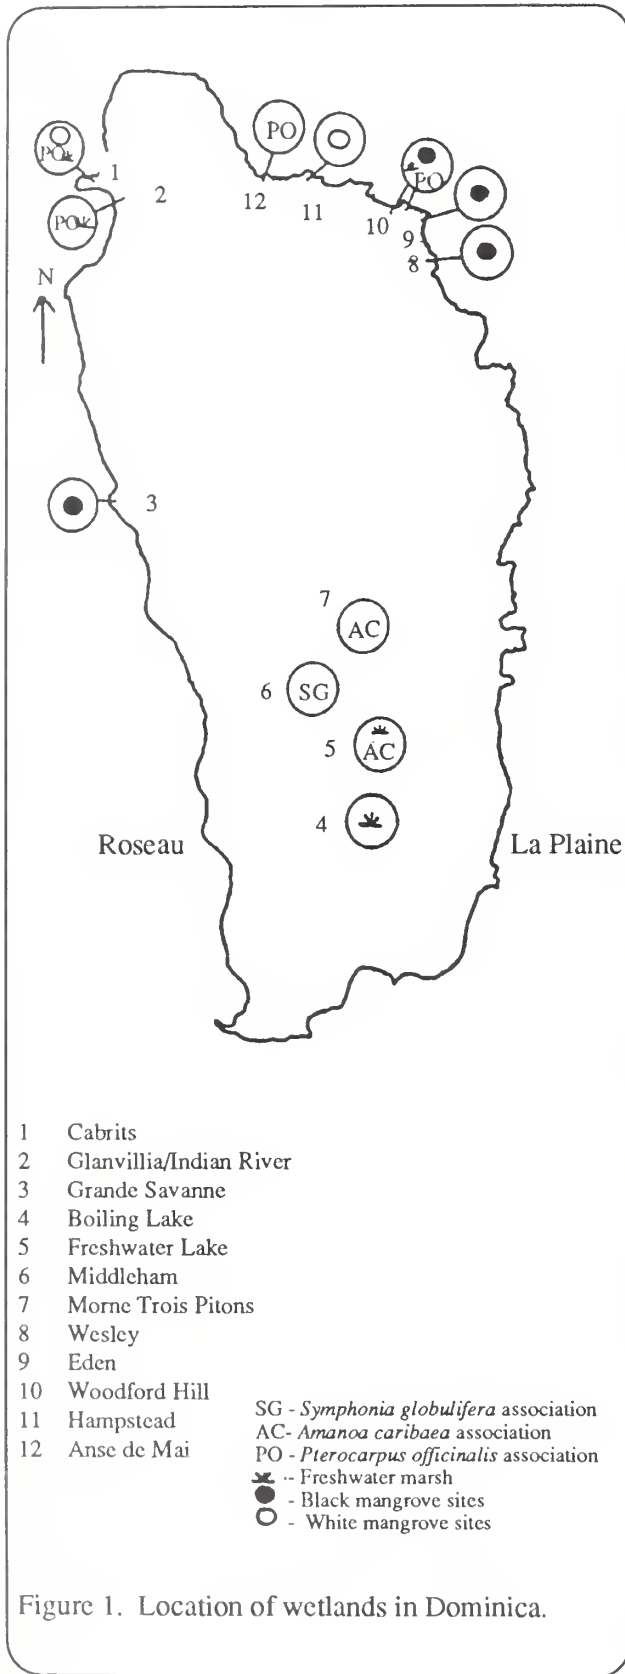 PO
PO
1
2
N
PO
12
11
PO
10
9
8
3
7
AC
6
SG
5
AC
4
Roseau
La Plaine
1 Cabrits
2 Glanvillia/Indian River
3 Grande Savanne
4 Boiling Lake
5 Freshwater Lake
6 Middleham
7 Morne Trois Pitons
8 Wesley
9 Eden
10 Woodford Hill
11 Hampstead
12 Anse de Mai
SG - Symphonia globulifera association
AC- Amanoa caribaea association
PO - Pterocarpus officinalis association
- Freshwater marsh
- Black mangrove sites
- White mangrove sites
Figure 1. Location of wetlands in Dominica.